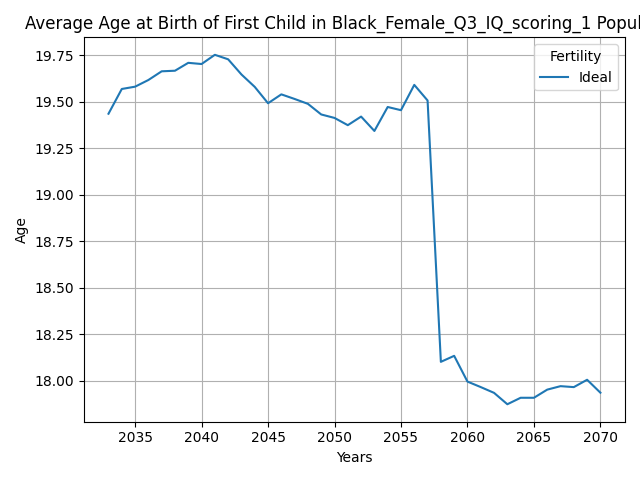 Average Age at Birth of First Child in Black_Female_Q3_IQ_scoring_1 Popul
Fertility
Ideal
Age
19.75
19.50
19.25
19.00
18.75
18.50
18.25
18.00
2035 2040 2045 2050 2055 2060 2065 2070
Years